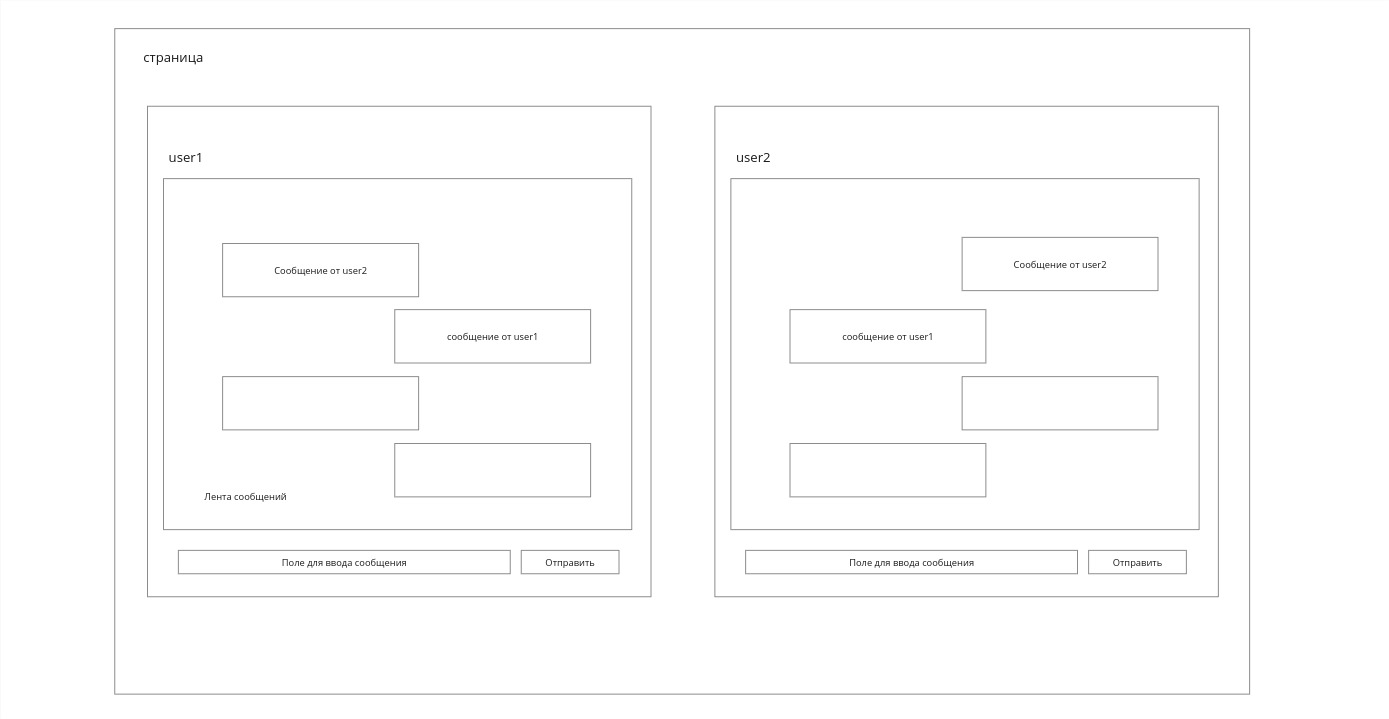 страница
user1
Сообщение от user2
сообщение от user1
Лента сообщений
Поле для ввода сообщения
Отправить
user2
Сообщение от user2
сообщение от user1
Поле для ввода сообщения
Отправить